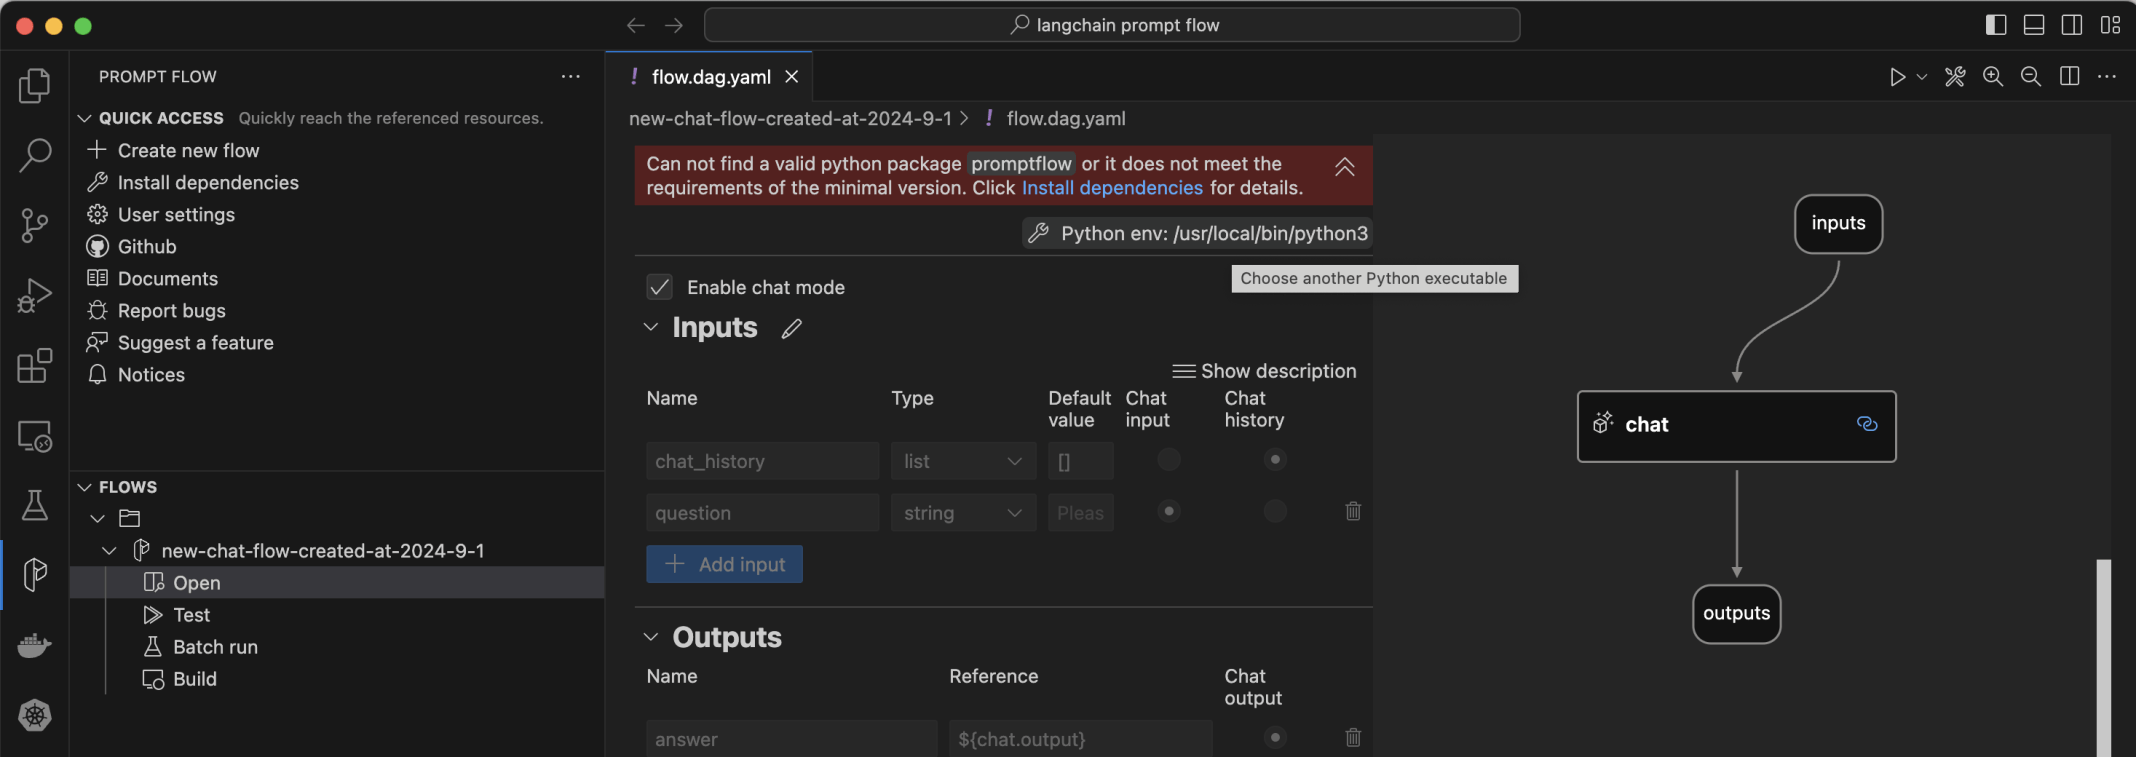 langchain prompt flow
PROMPT FLOW
QUICK ACCESS Quickly reach the referenced resources.
Create new flow
Install dependencies
User settings
Github
Documents
Report bugs
Suggest a feature
Notices
FLOWS
new-chat-flow-created-at-2024-9-1
Open
Test
Batch run
Build
! flow.dag.yaml
new-chat-flow-created-at-2024-9-1 > ! flow.dag.yaml
Can not find a valid python package promptflow or it does not meet the
requirements of the minimal version. Click Install dependencies for details.
Python env: /usr/local/bin/python3
Choose another Python executable
Enable chat mode
Inputs
Show description
Name Type Default value Chat input Chat history
chat_history list []
question string Pleas
+ Add input
Outputs
Name Reference Chat output
answer ${chat.output}
inputs
chat
outputs